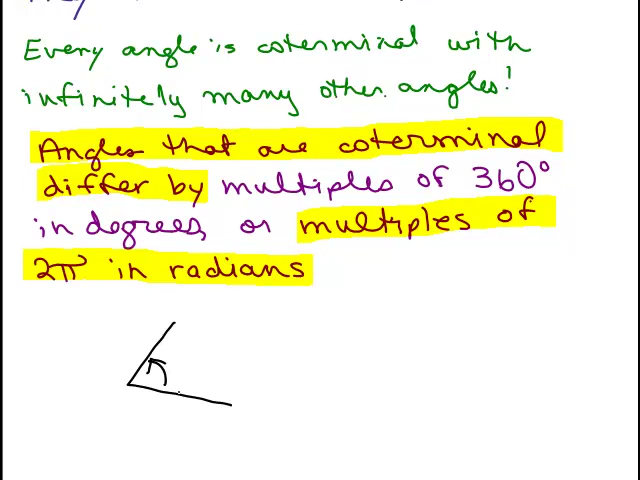 Every angle is coterminal with
infinitely many other angles!
Angles that are coterminal
differ by multiples of 360°
in degrees or multiples of
2π in radians